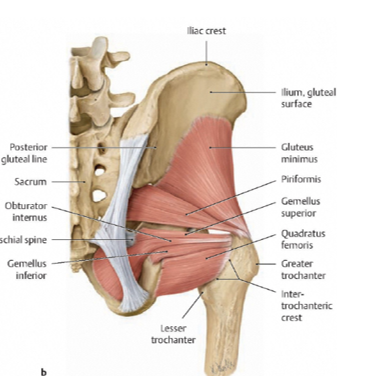 Iliac crest
Ilium, gluteal
surface
Posterior
gluteal line
Gluteus
minimus
Sacrum
Piriformis
Obturator
internus
Gemellus
superior
schial spine
Quadratus
femoris
Gemellus
inferior
Greater
trochanter
Inter-
trochanteric
crest
Lesser
trochanter
b